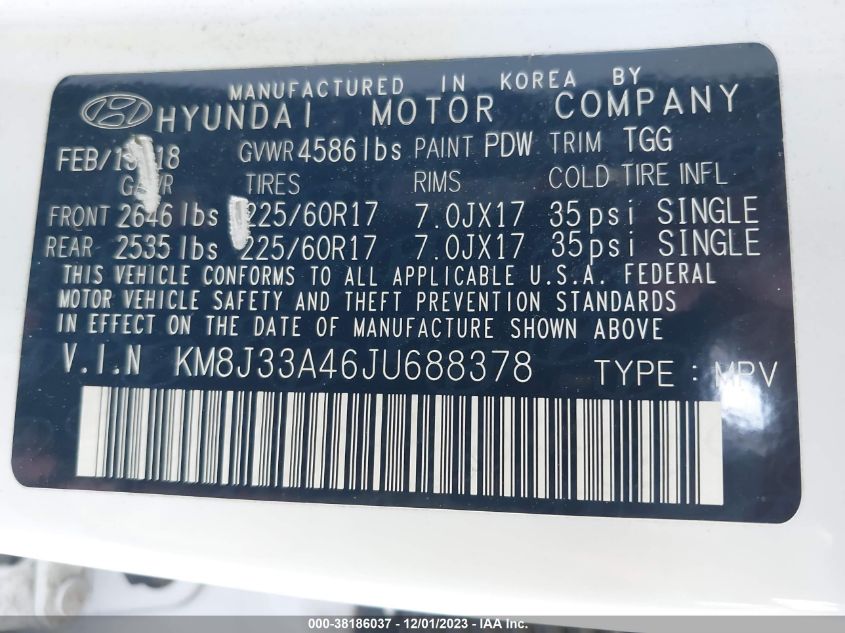 MANUFACTURED IN KOREA BY
HYUNDAI MOTOR COMPANY
GVWR 4586lbs PAINT PDW TRIM TGG
TIRES RIMS COLD TIRE INFL
FRONT 2646 lbs 225/60R17 7.0JX17 35psi SINGLE
REAR 2535 lbs 225/60R17 7.0JX17 35psi SINGLE
THIS VEHICLE CONFORMS TO ALL APPLICABLE U.S.A. FEDERAL
MOTOR VEHICLE SAFETY AND THEFT PREVENTION STANDARDS
IN EFFECT ON THE DATE OF MANUFACTURE SHOWN ABOVE
V.I.N KM8J33A46JU688378 TYPE : MPV
000-38186037 - 12/01/2023 - IAA Inc.